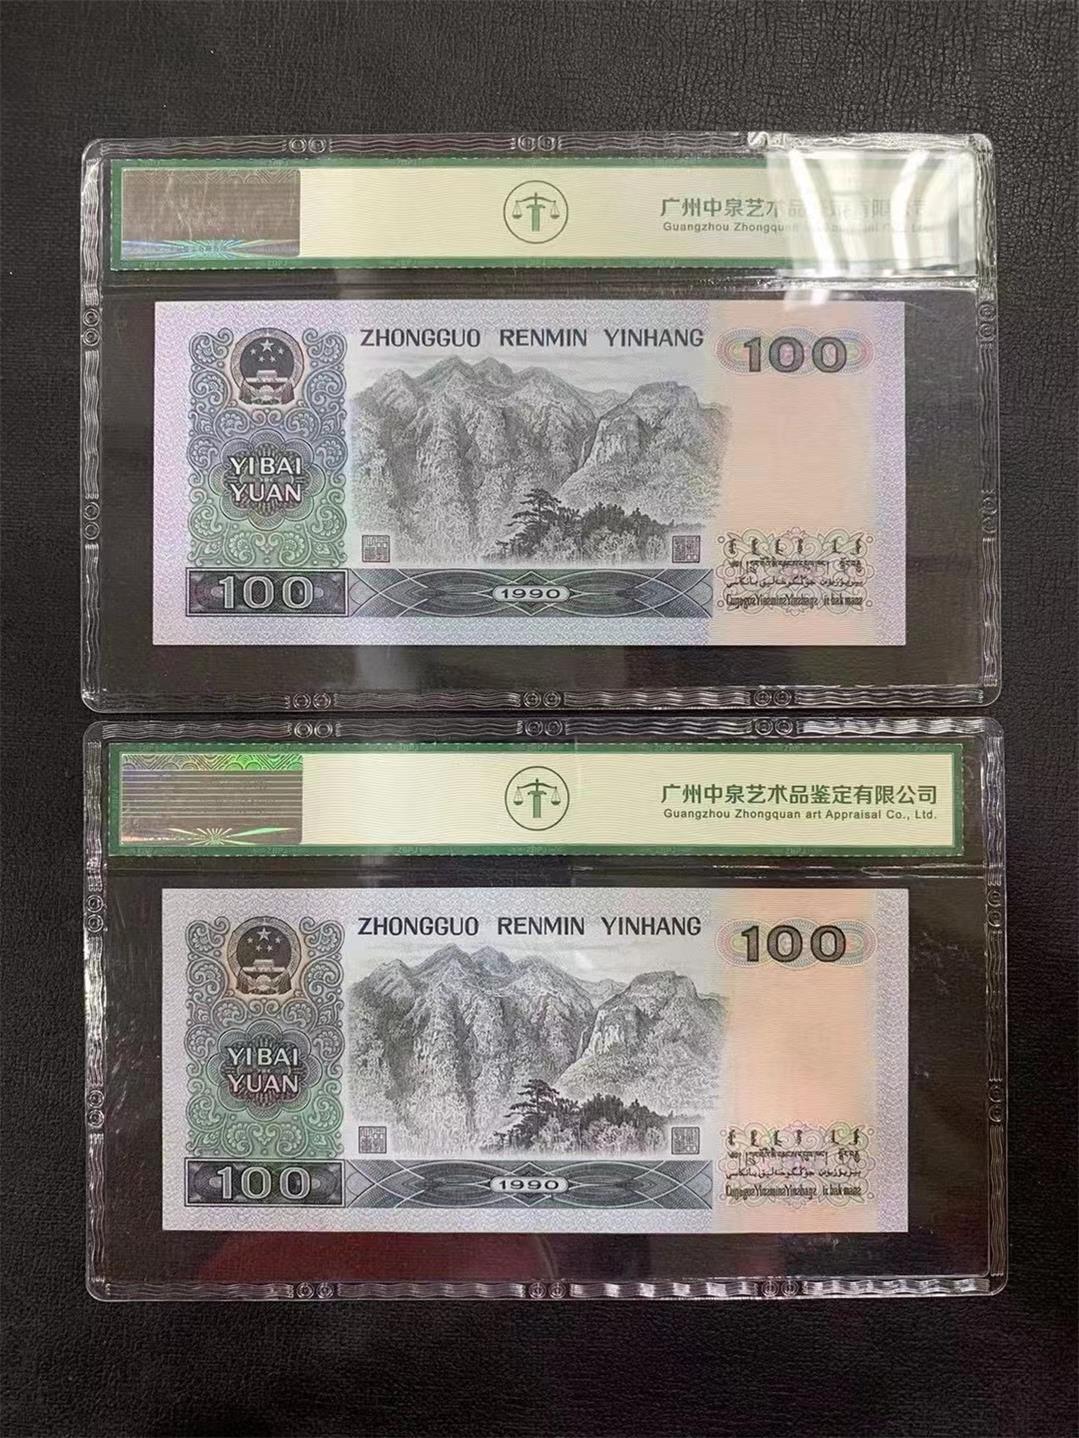 广州中泉艺术品
Guangzhou Zhongquan
ZHONGGUO RENMIN YINHANG
100
YIBAI
YUAN
100
1990
广州中泉艺术品鉴定有限公司
Guangzhou Zhongquan art Appraisal Co., Ltd.
ZHONGGUO RENMIN YINHANG
100
YIBAI
YUAN
100
1990